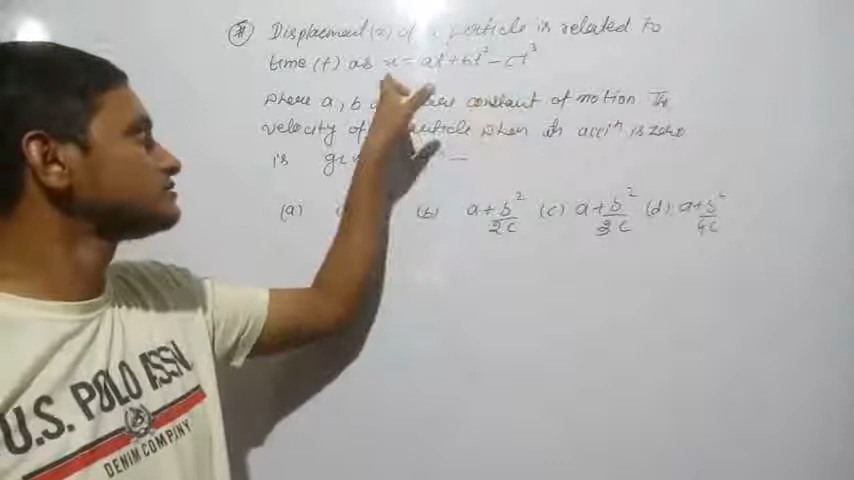 # Displacement (x) of particle is related to
time (t) as x = at + bt² - ct³
where a, b are constant of motion The
velocity of particle when its accⁿ is zero
is
(a) (b) a + b²/2c (c) a + b²/3c (d) a + b²/4c
U.S. POLO ASSN.
DENIM COMPANY